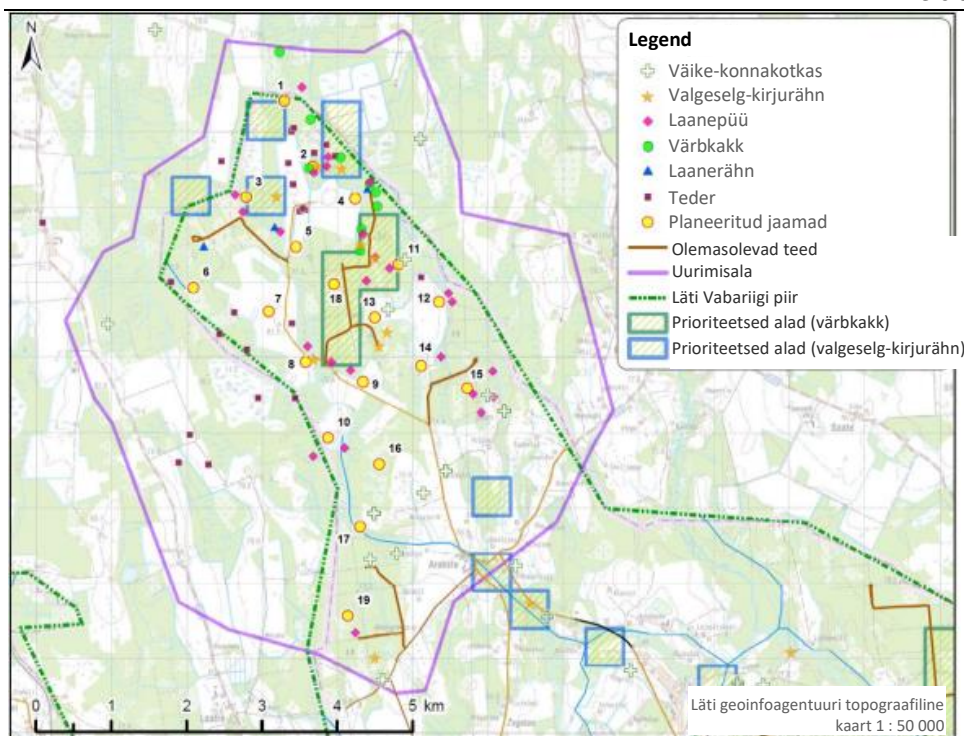 N
Legend
Väike-konnakotkas
Valgeselg-kirjurähn
Laanepüü
Värbkakk
Laanerähn
Teder
Planeeritud jaamad
Olemasolevad teed
Uurimisala
Läti Vabariigi piir
Prioriteetsed alad (värbkakk)
Prioriteetsed alad (valgeselg-kirjurähn)
1
2
3
4
5
11
6
18
7
13
12
8
14
9
15
10
16
17
19
0 1 2 3 4 5 km
Läti geoinfoagentuuri topograafiline
kaart 1 : 50 000